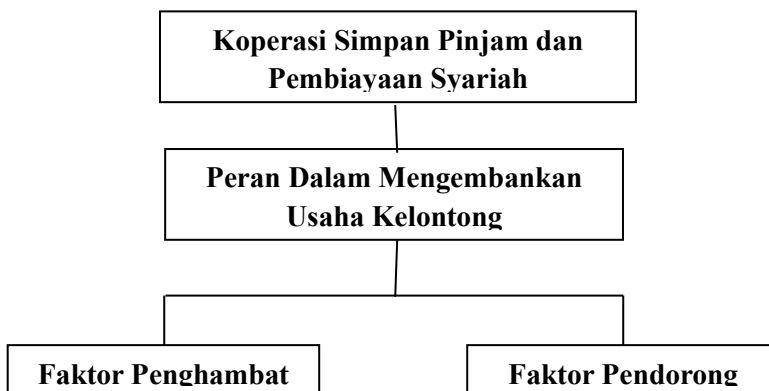 Koperasi Simpan Pinjam dan
Pembiayaan Syariah
Peran Dalam Mengembankan
Usaha Kelontong
Faktor Penghambat
Faktor Pendorong